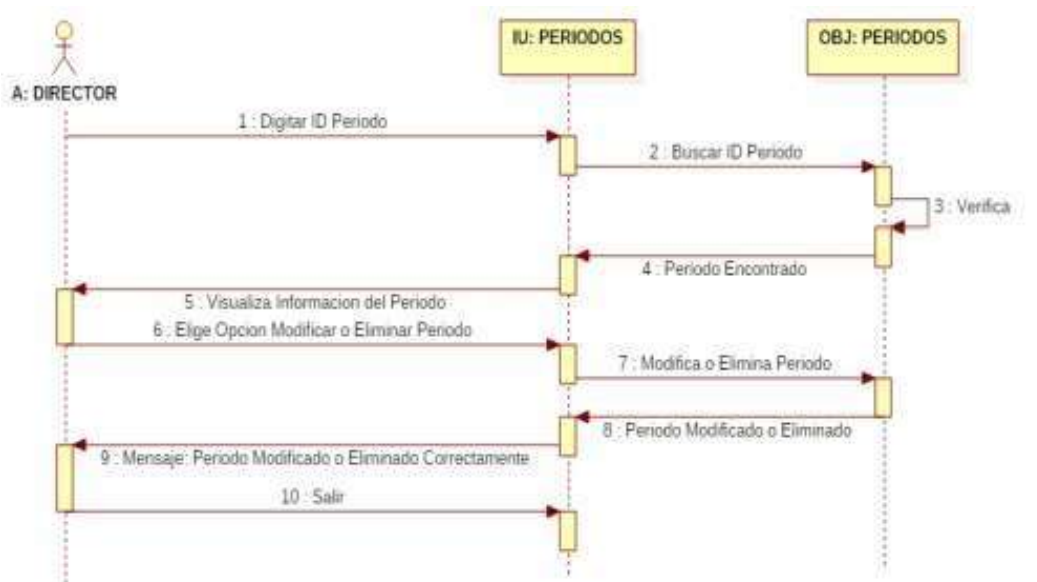 IU: PERIODOS
OBJ: PERIODOS
A: DIRECTOR
1 : Digitar ID Periodo
2 : Buscar ID Periodo
3 : Verifica
4 : Periodo Encontrado
5 : Visualiza Informacion del Periodo
6 : Elige Opcion Modificar o Eliminar Periodo
7 : Modifica o Elimina Periodo
8 : Periodo Modificado o Eliminado
9 : Mensaje: Periodo Modificado o Eliminado Correctamente
10 : Salir